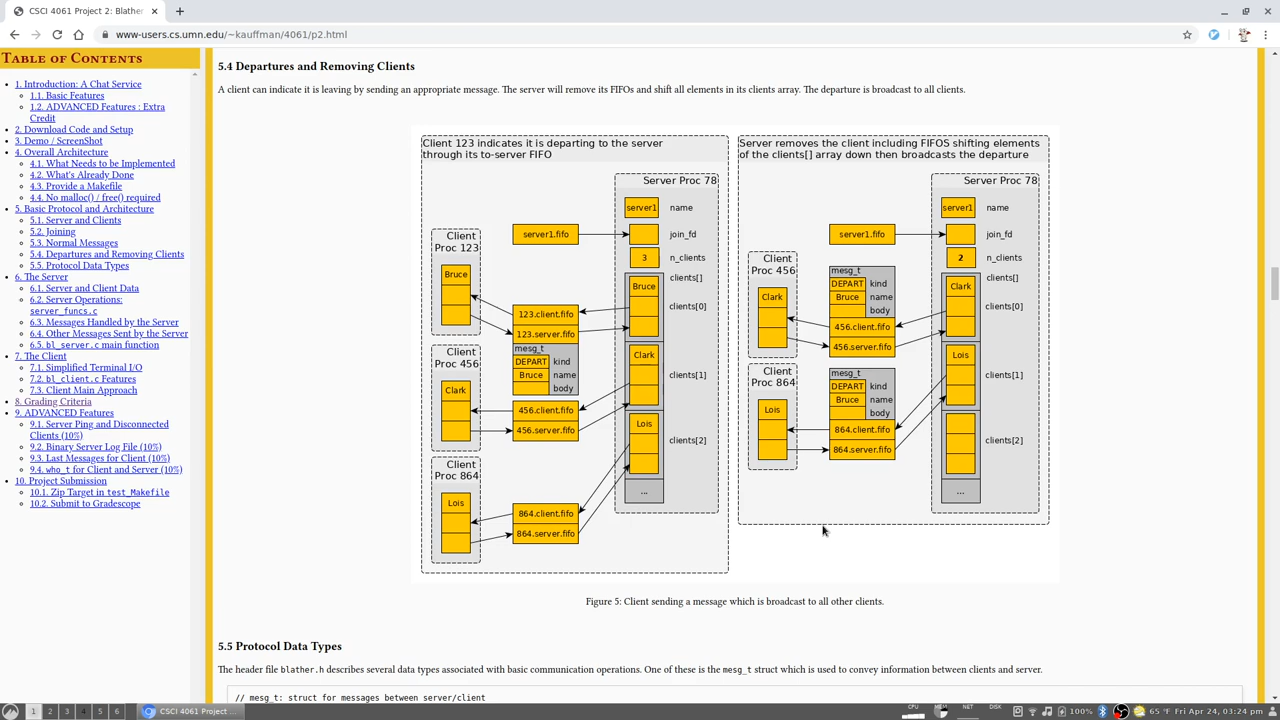 CSCI 4061 Project 2: Blather
www-users.cs.umn.edu/~kauffman/4061/p2.html
Table of Contents
1. Introduction: A Chat Service
1.1. Basic Features
1.2. ADVANCED Features : Extra
Credit
2. Download Code and Setup
3. Demo / ScreenShot
4. Overall Architecture
4.1. What Needs to be Implemented
4.2. What's Already Done
4.3. Provide a Makefile
4.4. No malloc() / free() required
5. Basic Protocol and Architecture
5.1. Server and Clients
5.2. Joining
5.3. Normal Messages
5.4. Departures and Removing Clients
5.5. Protocol Data Types
6. The Server
6.1. Server and Client Data
6.2. Server Operations:
server_funcs.c
6.3. Messages Handled by the Server
6.4. Other Messages Sent by the Server
6.5. bl_server.c main function
7. The Client
7.1. Simplified Terminal I/O
7.2. bl_client.c Features
7.3. Client Main Approach
8. Grading Criteria
9. ADVANCED Features
9.1. Server Ping and Disconnected
Clients (10%)
9.2. Binary Server Log File (10%)
9.3. Last Messages for Client (10%)
9.4. who_t for Client and Server (10%)
10. Project Submission
10.1. Zip Target in test_Makefile
10.2. Submit to Gradescope
5.4 Departures and Removing Clients
A client can indicate it is leaving by sending an appropriate message. The server will remove its FIFOs and shift all elements in its clients array. The departure is broadcast to all clients.
Client 123 indicates it is departing to the server
through its to-server FIFO
Server Proc 78
server1 name
server1.fifo join_fd
3 n_clients
clients[]
Client
Proc 123
Bruce
Bruce
clients[0]
123.client.fifo
123.server.fifo
mesg_t
DEPART kind
Bruce name
body
Client
Proc 456
Clark
Clark
clients[1]
456.client.fifo
456.server.fifo
Lois
clients[2]
Client
Proc 864
Lois
...
864.client.fifo
864.server.fifo
Server removes the client including FIFOS shifting elements
of the clients[] array down then broadcasts the departure
Server Proc 78
server1 name
server1.fifo join_fd
2 n_clients
clients[]
Client
Proc 456
Clark
mesg_t
DEPART kind
Bruce name
body
Clark
clients[0]
456.client.fifo
456.server.fifo
Client
Proc 864
Lois
mesg_t
DEPART kind
Bruce name
body
Lois
clients[1]
864.client.fifo
864.server.fifo
clients[2]
...
Figure 5: Client sending a message which is broadcast to all other clients.
5.5 Protocol Data Types
The header file blather.h describes several data types associated with basic communication operations. One of these is the mesg_t struct which is used to convey information between clients and server.
// mesg_t: struct for messages between server/client
1 2 3 4 5 6
CSCI 4061 Project ...
CPU MEM NET DISK
65 °F Fri Apr 24, 03:24 pm